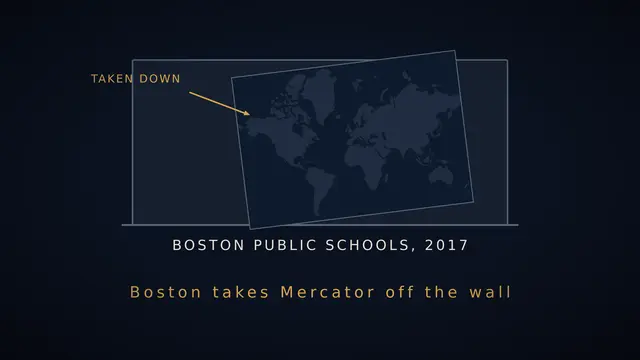 TAKEN DOWN
BOSTON PUBLIC SCHOOLS, 2017
Boston takes Mercator off the wall